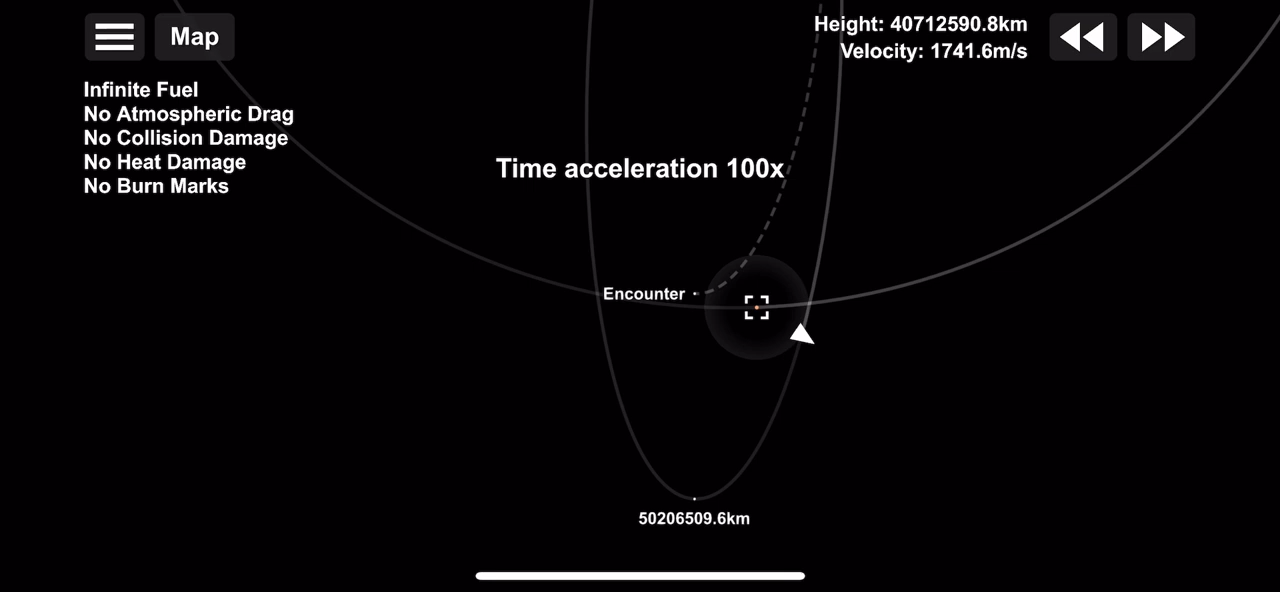 Map
Height: 40712590.8km
Velocity: 1741.6m/s
Infinite Fuel
No Atmospheric Drag
No Collision Damage
No Heat Damage
No Burn Marks
Time acceleration 100x
Encounter
50206509.6km